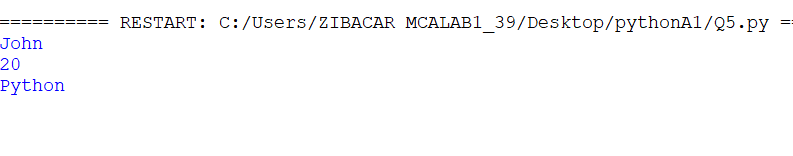 ========== RESTART: C:/Users/ZIBACAR MCALAB1_39/Desktop/pythonA1/Q5.py ==
John
20
Python